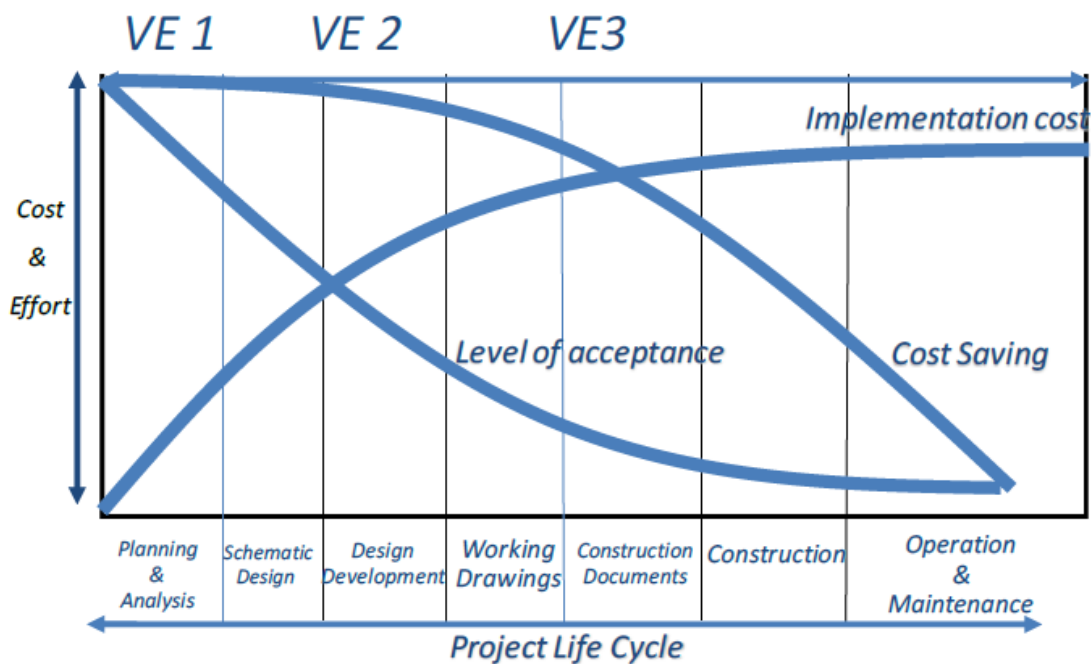 VE 1 VE 2 VE3
Implementation cost
Cost
&
Effort
Level of acceptance
Cost Saving
Planning
&
Analysis
Schematic
Design
Design
Development
Working
Drawings
Construction
Documents
Construction
Operation
&
Maintenance
Project Life Cycle